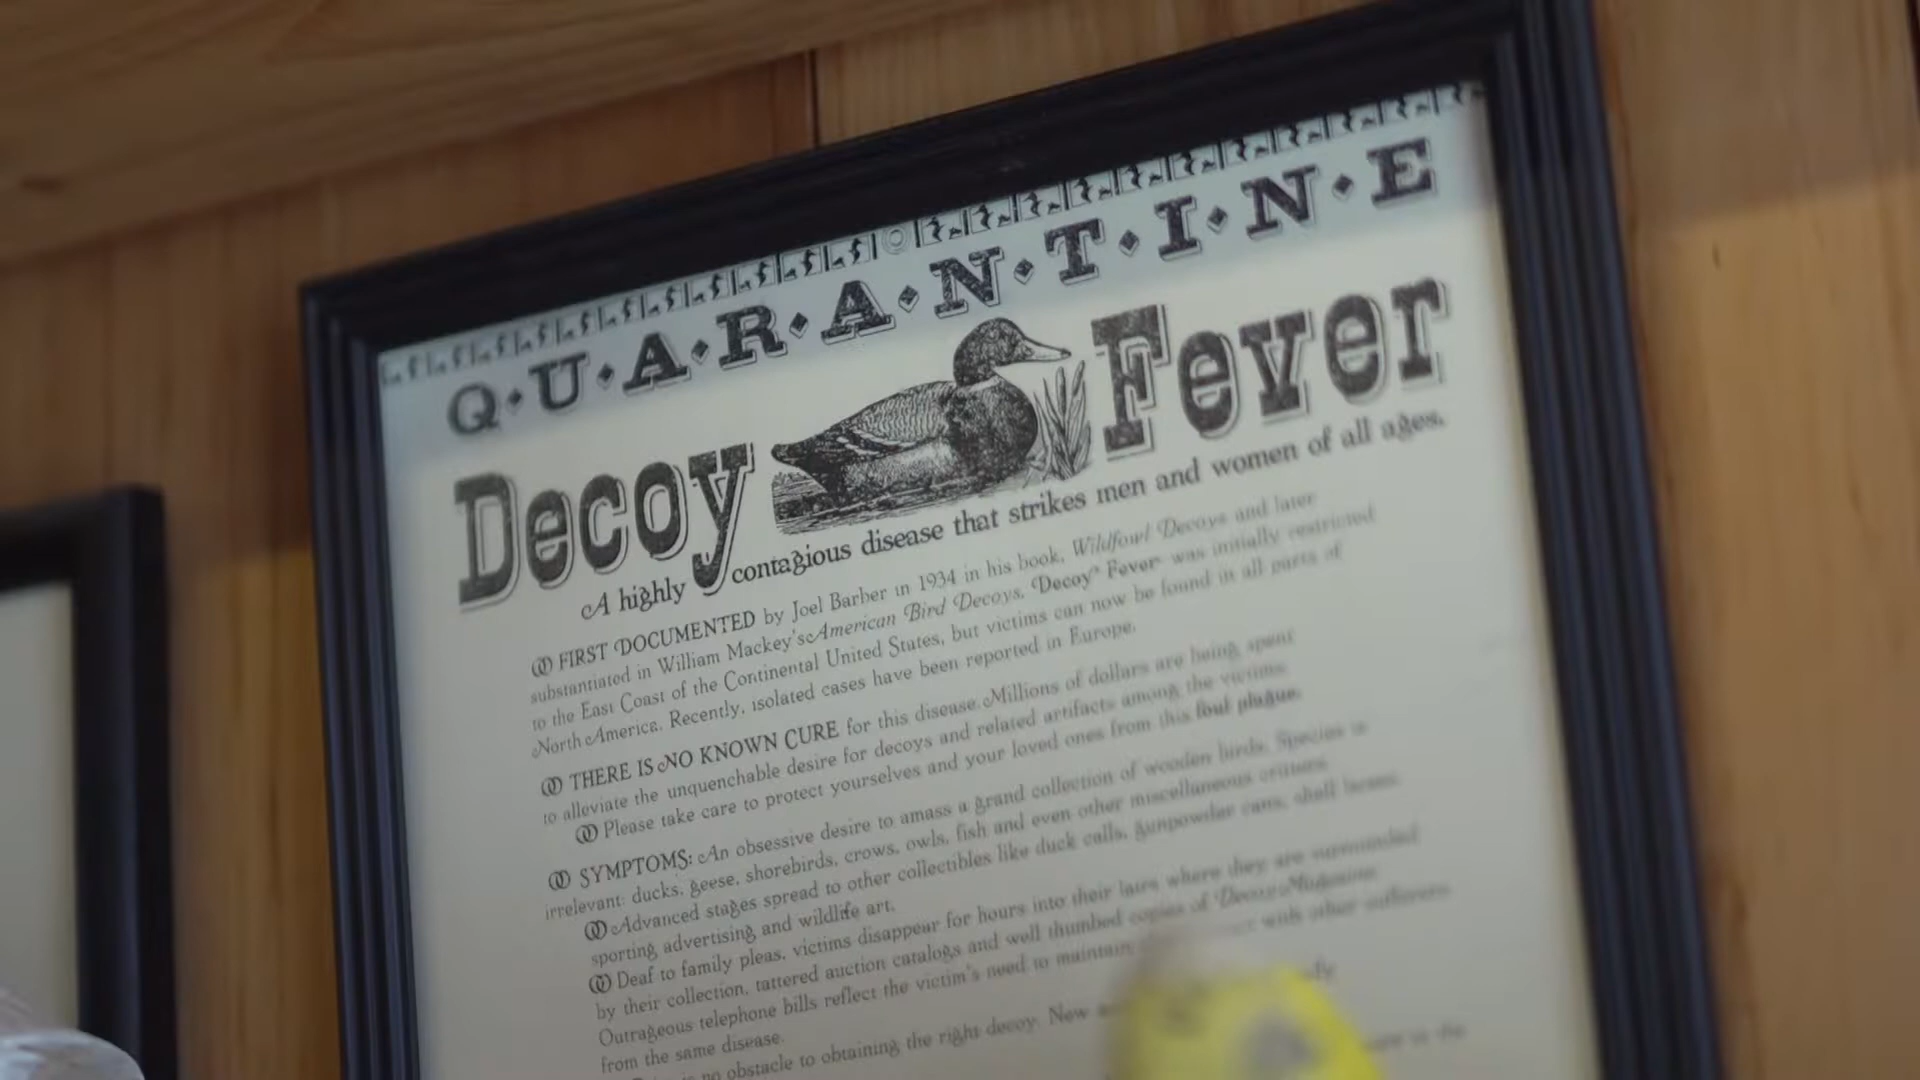 Q·U·A·R·A·N·T·I·N·E
Decoy Fever
A highly contagious disease that strikes men and women of all ages.
FIRST DOCUMENTED by Joel Barber in 1934 in his book, Wildfowl Decoys and later
substantiated in William Mackey's American Bird Decoys, "Decoy Fever" was initially restricted
to the East Coast of the Continental United States, but victims can now be found in all parts of
North America. Recently, isolated cases have been reported in Europe.
THERE IS NO KNOWN CURE for this disease. Millions of dollars are being spent
to alleviate the unquenchable desire for decoys and related artifacts among the victims.
Please take care to protect yourselves and your loved ones from this foul plague.
SYMPTOMS: An obsessive desire to amass a grand collection of wooden birds. Species is
irrelevant: ducks, geese, shorebirds, crows, owls, fish and even other miscellaneous critters.
Advanced stages spread to other collectibles like duck calls, gunpowder cans, shell boxes,
sporting advertising and wildlife art.
Deaf to family pleas, victims disappear for hours into their lairs where they are surrounded
by their collection, tattered auction catalogs and well thumbed copies of Decoy Magazine.
Outrageous telephone bills reflect the victim's need to maintain with other sufferers
from the same disease.
is no obstacle to obtaining the right decoy. New